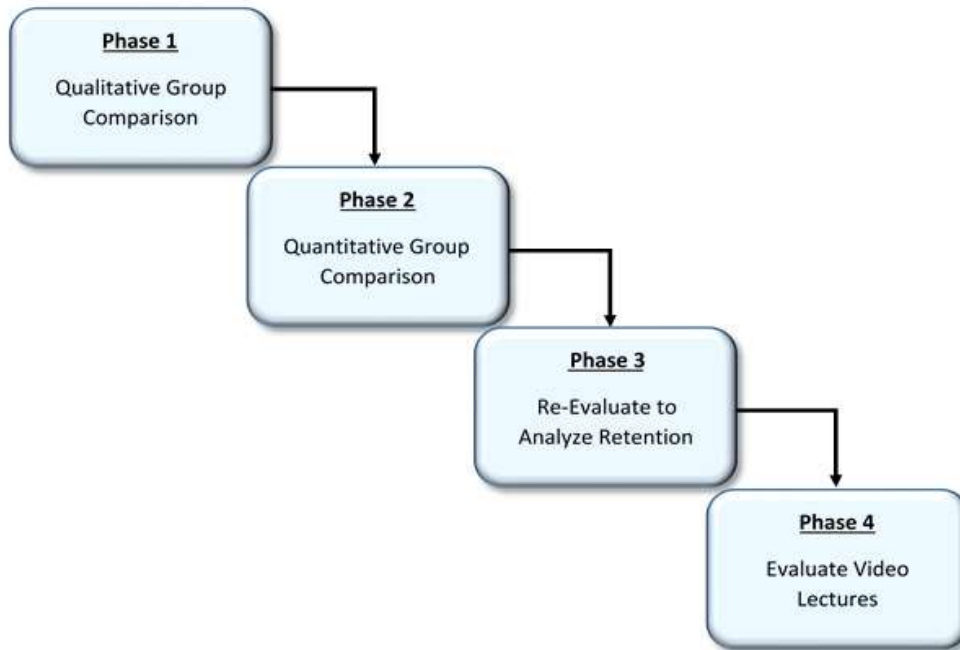 Phase 1
Qualitative Group
Comparison
Phase 2
Quantitative Group
Comparison
Phase 3
Re-Evaluate to
Analyze Retention
Phase 4
Evaluate Video
Lectures